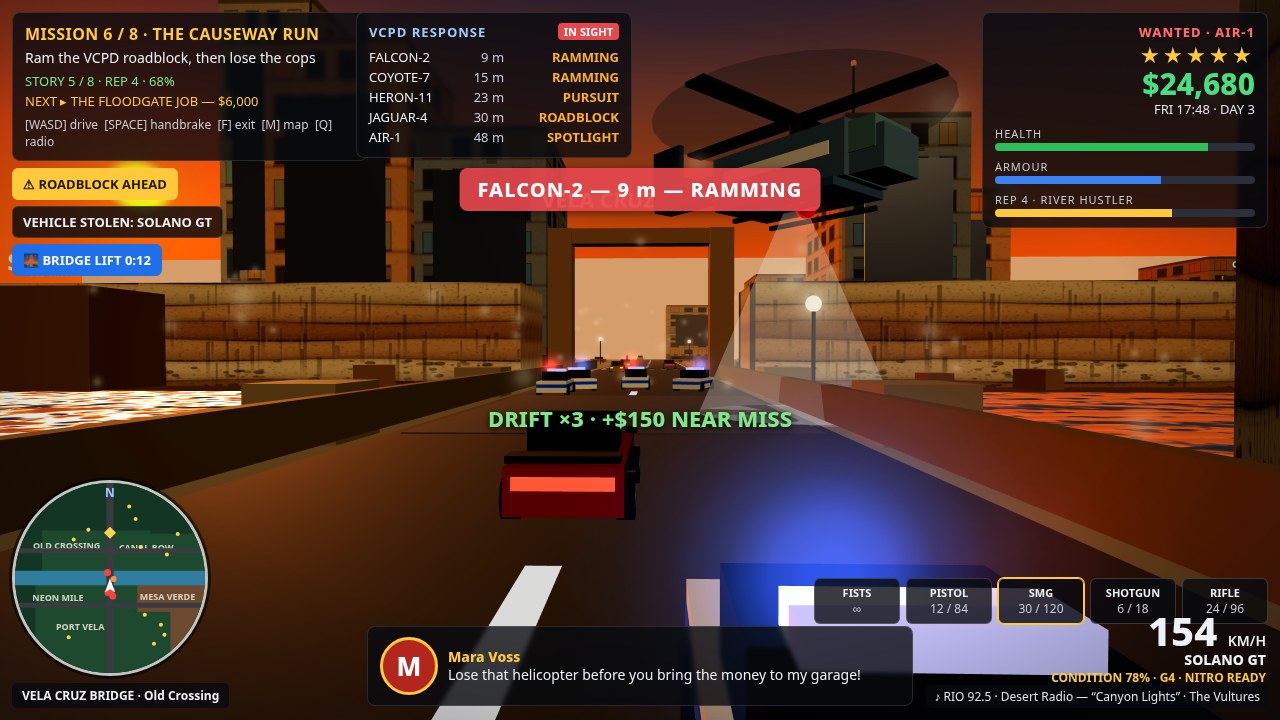 MISSION 6 / 8 · THE CAUSEWAY RUN
Ram the VCPD roadblock, then lose the cops
STORY 5 / 8 · REP 4 · 68%
NEXT ▸ THE FLOODGATE JOB — $6,000
[WASD] drive [SPACE] handbrake [F] exit [M] map [Q]
radio
VCPD RESPONSE
IN SIGHT
FALCON-2 9 m RAMMING
COYOTE-7 15 m RAMMING
HERON-11 23 m PURSUIT
JAGUAR-4 30 m ROADBLOCK
AIR-1 48 m SPOTLIGHT
WANTED · AIR-1
★★★★★
$24,680
FRI 17:48 · DAY 3
HEALTH
ARMOUR
REP 4 · RIVER HUSTLER
⚠ ROADBLOCK AHEAD
VEHICLE STOLEN: SOLANO GT
🌉 BRIDGE LIFT 0:12
FALCON-2 — 9 m — RAMMING
VELA CRUZ
DRIFT ×3 · +$150 NEAR MISS
N
OLD CROSSING
CANAL ROW
NEON MILE
MESA VERDE
PORT VELA
VELA CRUZ BRIDGE · Old Crossing
FISTS
∞
PISTOL
12 / 84
SMG
30 / 120
SHOTGUN
6 / 18
RIFLE
24 / 96
154 KM/H
SOLANO GT
CONDITION 78% · G4 · NITRO READY
♪ RIO 92.5 · Desert Radio — “Canyon Lights” · The Vultures
M
Mara Voss
Lose that helicopter before you bring the money to my garage!